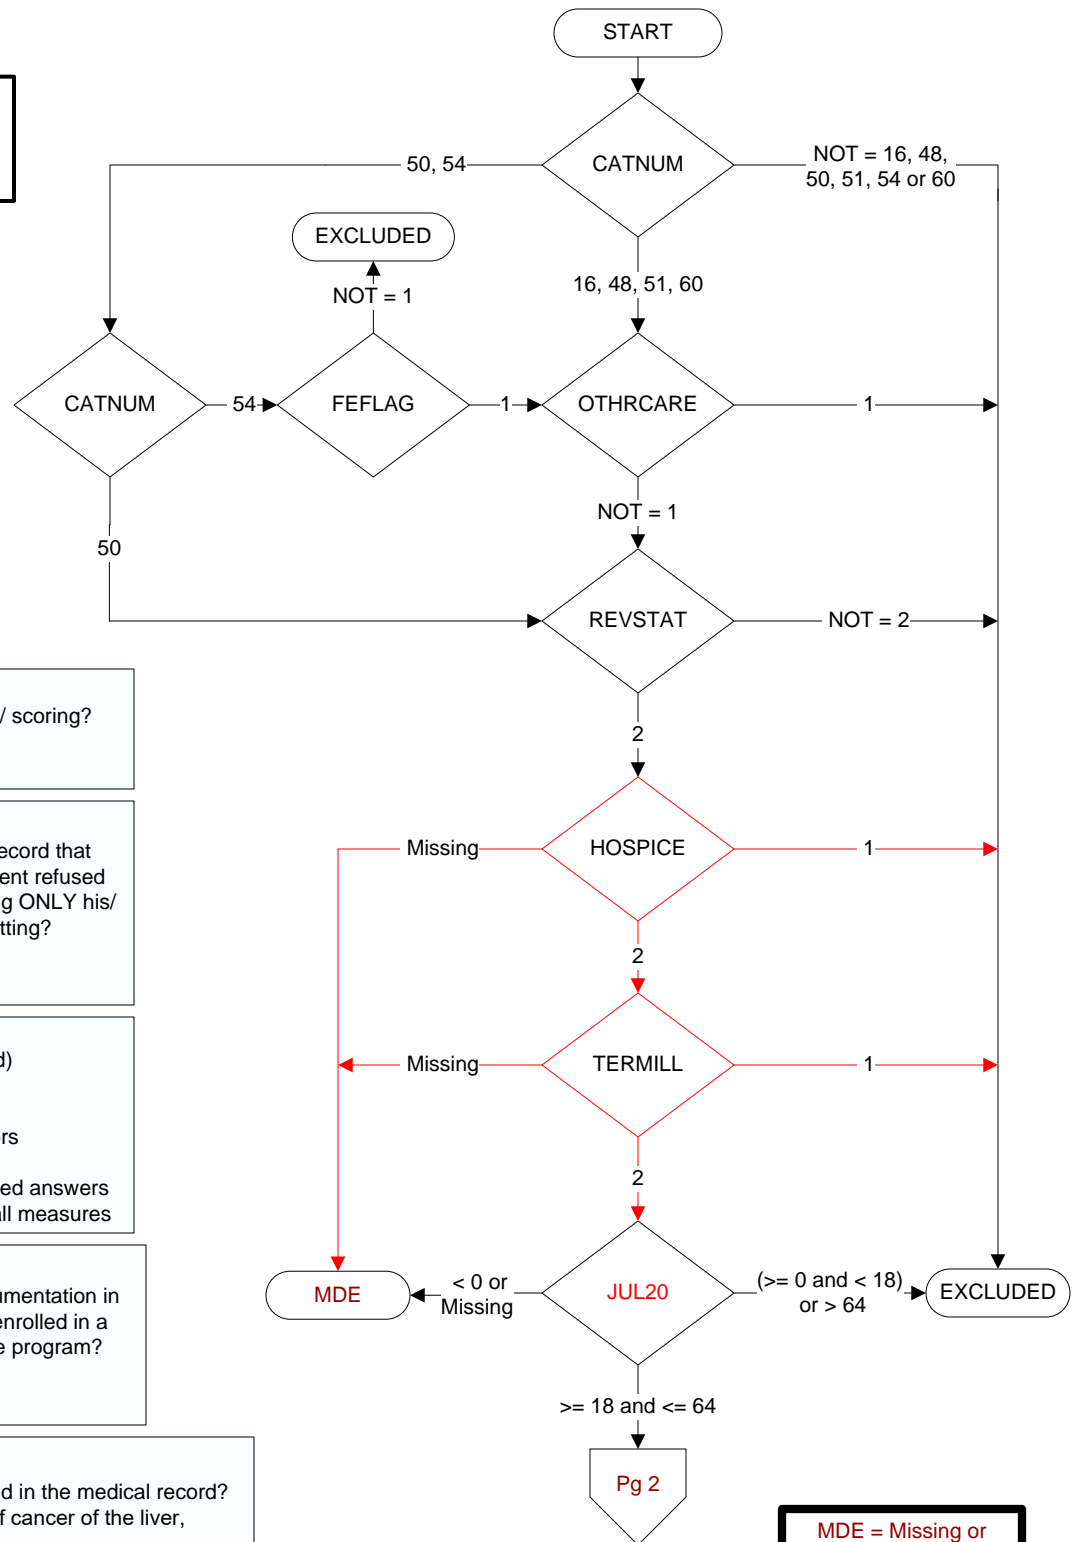 START
CATNUM
50, 54
NOT = 16, 48,
50, 51, 54 or 60
EXCLUDED
NOT = 1
16, 48, 51, 60
CATNUM
54
FEFLAG
1
OTHRCARE
1
NOT = 1
50
REVSTAT
NOT = 2
2
/ scoring?
ecord that
ent refused
g ONLY his/
tting?
Missing
HOSPICE
1
2
d)
rs
ed answers
all measures
Missing
TERMILL
1
2
MDE
< 0 or
Missing
JUL20
(>= 0 and < 18)
or > 64
EXCLUDED
umentation in
enrolled in a
e program?
>= 18 and <= 64
Pg 2
ed in the medical record?
f cancer of the liver,
MDE = Missing or